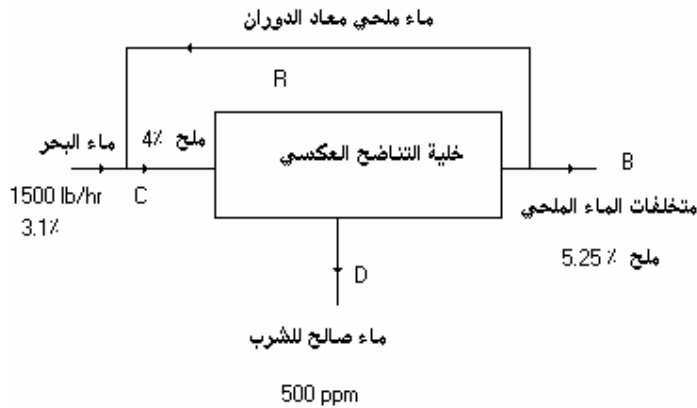 ماء ملحي معاد الدوران
R
ماء البحر
4٪ ملح
خلية التناضح العكسي
B
1500 lb/hr
C
3.1٪
متخلفات الماء الملحي
5.25 ٪ ملح
D
ماء صالح للشرب
500 ppm